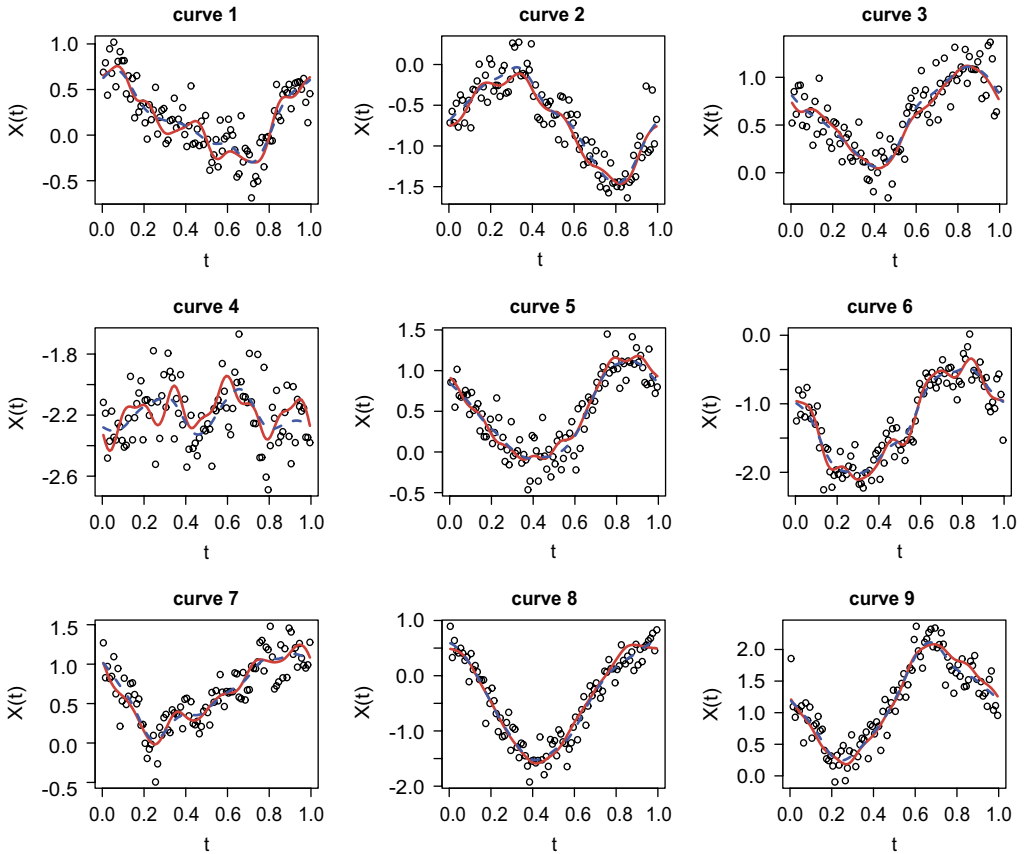 curve 1 curve 2 curve 3
X(t) 1.0 0.5 0.0 -0.5 X(t) 0.0 -0.5 -1.0 -1.5 X(t) 1.0 0.5 0.0
0.0 0.2 0.4 0.6 0.8 1.0 0.0 0.2 0.4 0.6 0.8 1.0 0.0 0.2 0.4 0.6 0.8 1.0
t t t
curve 4 curve 5 curve 6
X(t) -1.8 -2.2 -2.6 X(t) 1.5 1.0 0.5 0.0 -0.5 X(t) 0.0 -1.0 -2.0
0.0 0.2 0.4 0.6 0.8 1.0 0.0 0.2 0.4 0.6 0.8 1.0 0.0 0.2 0.4 0.6 0.8 1.0
t t t
curve 7 curve 8 curve 9
X(t) 1.5 1.0 0.5 0.0 -0.5 X(t) 1.0 0.0 -1.0 -2.0 X(t) 2.0 1.5 1.0 0.5 0.0
0.0 0.2 0.4 0.6 0.8 1.0 0.0 0.2 0.4 0.6 0.8 1.0 0.0 0.2 0.4 0.6 0.8 1.0
t t t